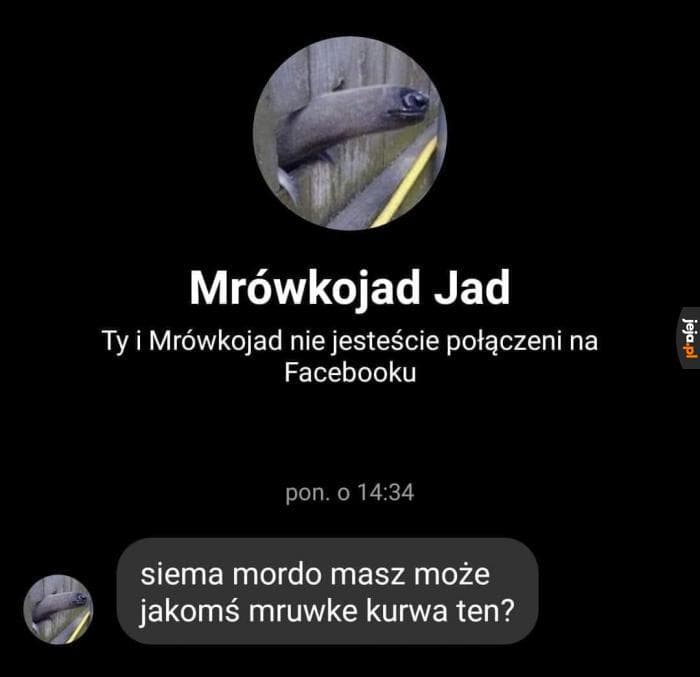 Mrówkojad Jad
Ty i Mrówkojad nie jesteście połączeni na
Facebooku
jeja.pl
pon. o 14:34
siema mordo masz może
jakomś mruwke kurwa ten?